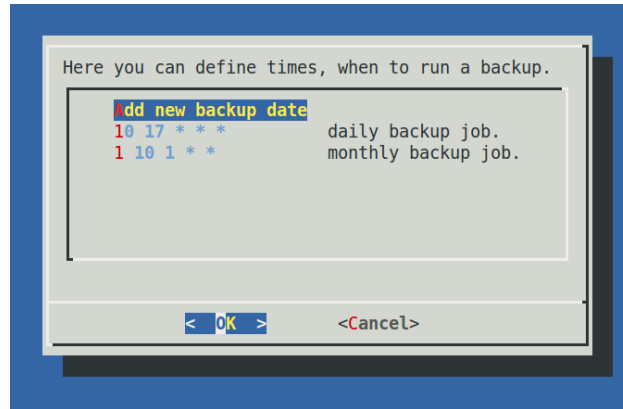 Here you can define times, when to run a backup.
Add new backup date
10 17 * * * daily backup job.
1 10 1 * * monthly backup job.
< OK > <Cancel>